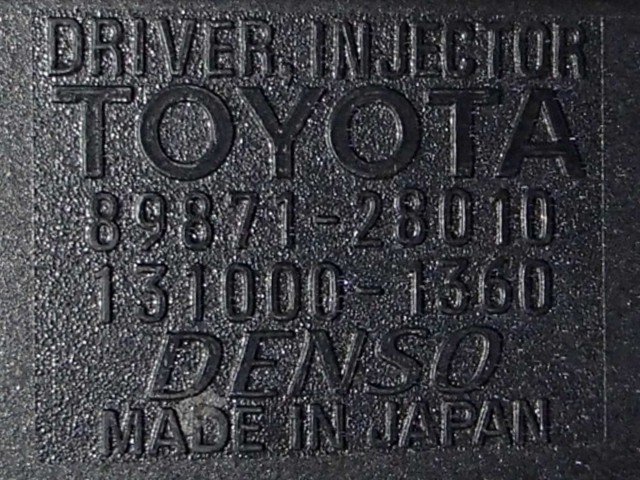 DRIVER, INJECTOR
TOYOTA
89871-28010
131000-1360
DENSO
MADE IN JAPAN